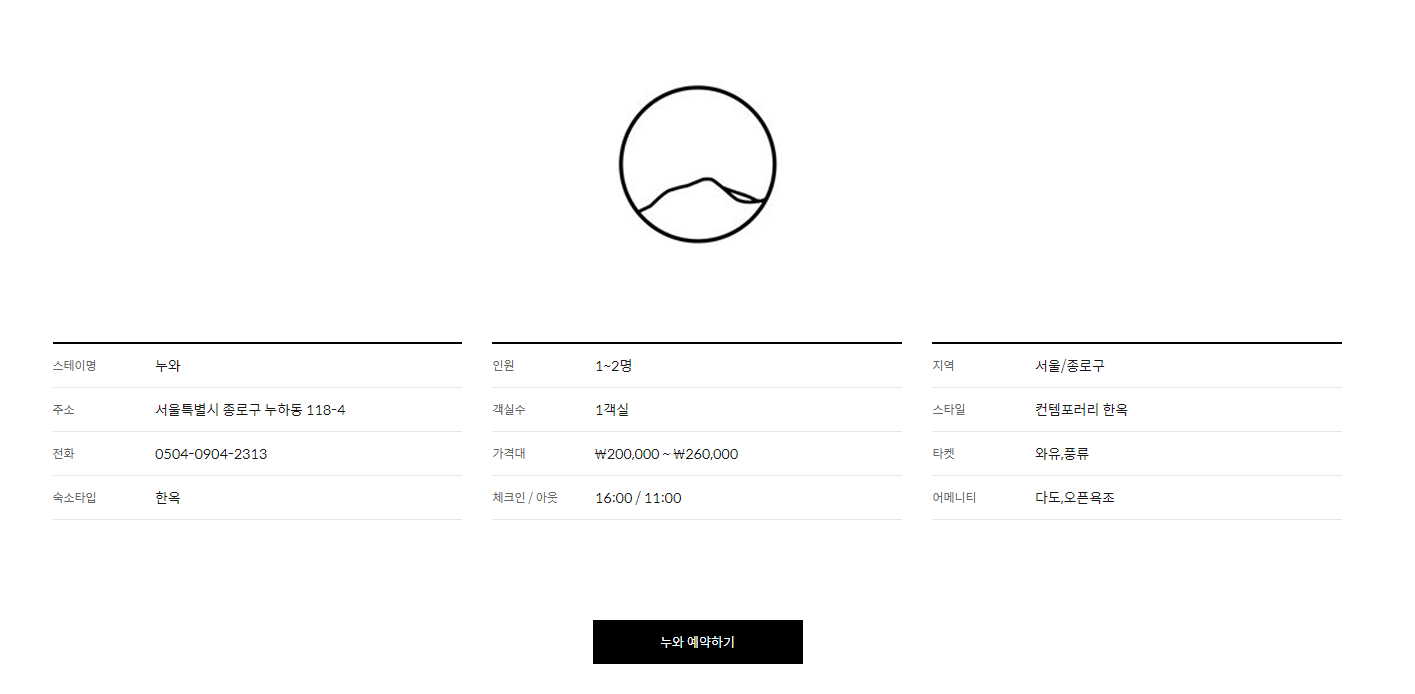 스테이명 누와
주소 서울특별시 종로구 누하동 118-4
전화 0504-0904-2313
숙소타입 한옥
인원 1~2명
객실수 1객실
가격대 ₩200,000 ~ ₩260,000
체크인 / 아웃 16:00 / 11:00
지역 서울/종로구
스타일 컨템포러리 한옥
타켓 와유,풍류
어메니티 다도,오픈욕조
누와 예약하기